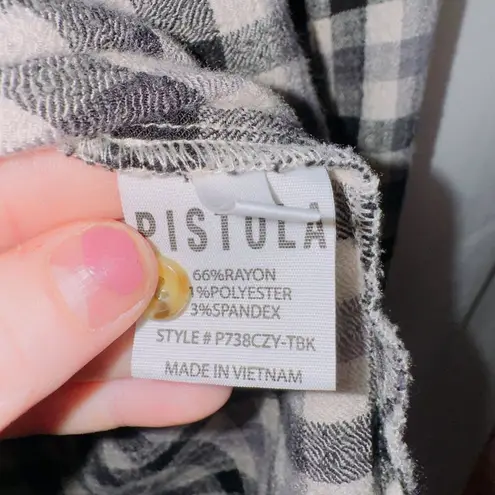 PISTOLA
66%RAYON
1%POLYESTER
3%SPANDEX
STYLE # P738CZY-TBK
MADE IN VIETNAM